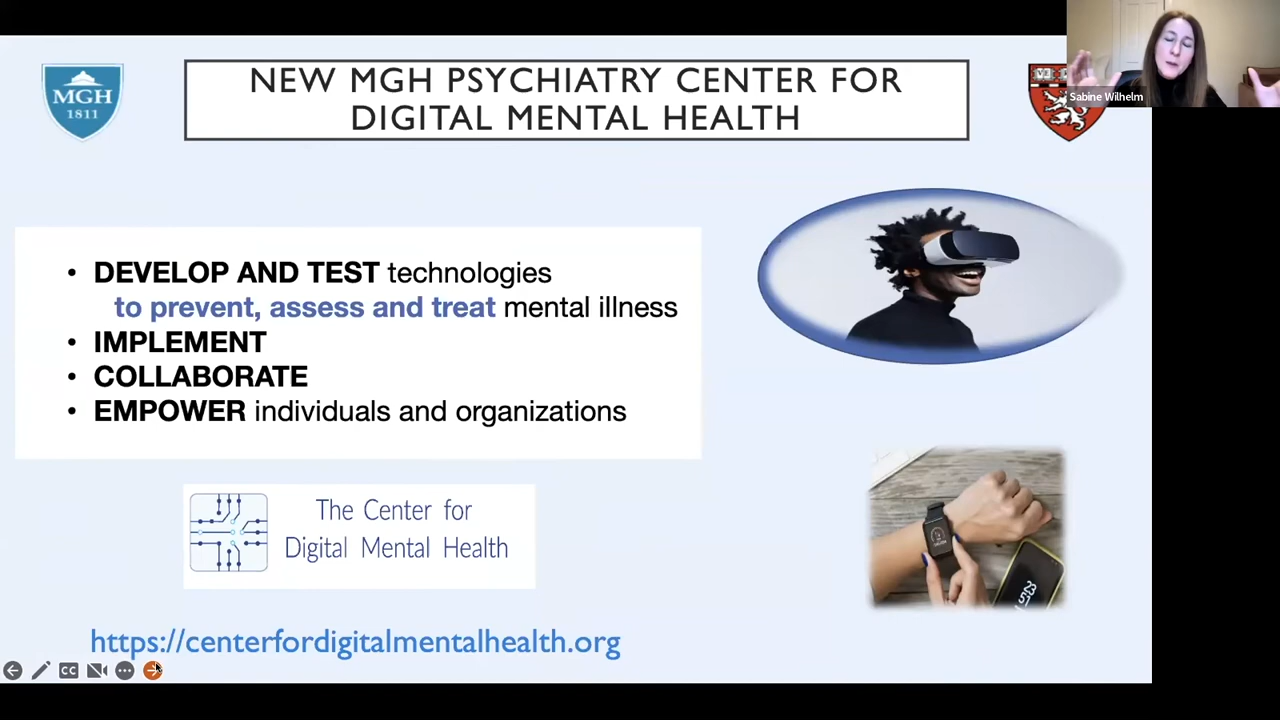 MGH
1811
NEW MGH PSYCHIATRY CENTER FOR
DIGITAL MENTAL HEALTH
Sabine Wilhelm
• DEVELOP AND TEST technologies
to prevent, assess and treat mental illness
• IMPLEMENT
• COLLABORATE
• EMPOWER individuals and organizations
The Center for
Digital Mental Health
https://centerfordigitalmentalhealth.org
CC